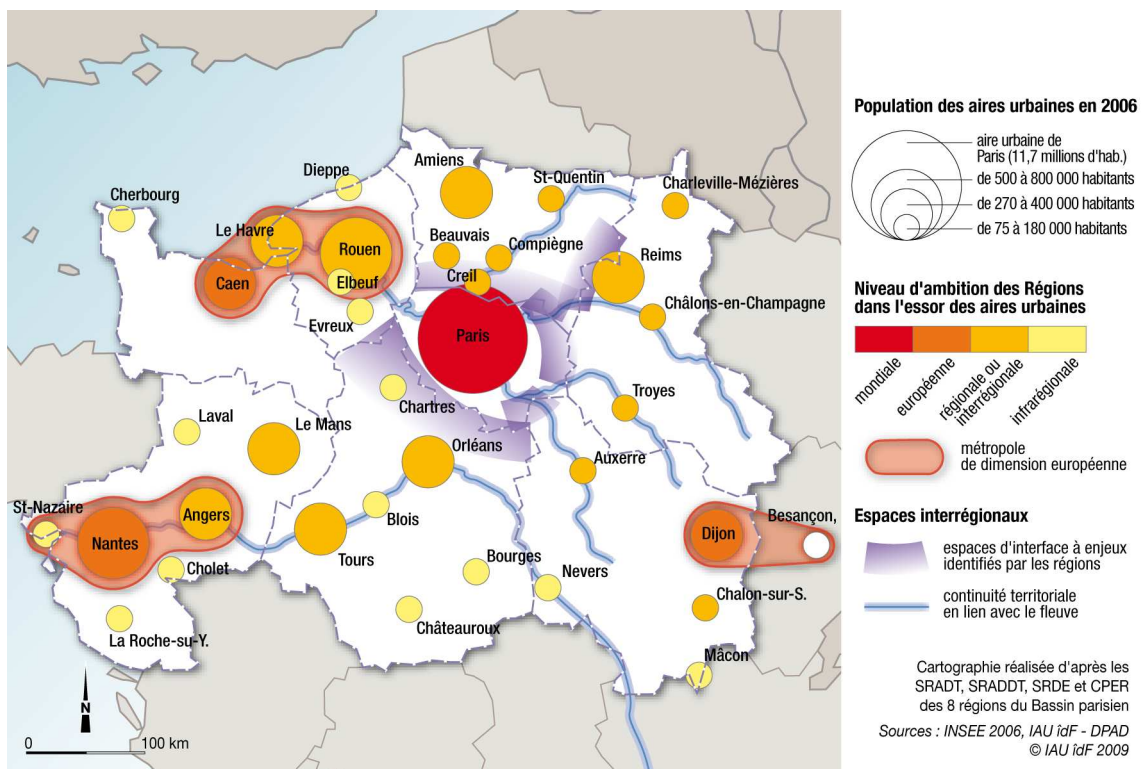 Dieppe
Amiens
St-Quentin
Charleville-Mézières
Cherbourg
Le Havre
Rouen
Beauvais
Compiègne
Reims
Caen
Elbeuf
Creil
Châlons-en-Champagne
Evreux
Paris
Chartres
Troyes
Laval
Le Mans
Orléans
Auxerre
St-Nazaire
Angers
Blois
Nantes
Tours
Dijon
Besançon,
Cholet
Bourges
Nevers
Chalon-sur-S.
La Roche-su-Y.
Châteauroux
Mâcon
N
0
100 km
Population des aires urbaines en 2006
aire urbaine de
Paris (11,7 millions d'hab.)
de 500 à 800 000 habitants
de 270 à 400 000 habitants
de 75 à 180 000 habitants
Niveau d'ambition des Régions
dans l'essor des aires urbaines
mondiale
européenne
régionale ou
interrégionale
infrarégionale
métropole
de dimension européenne
Espaces interrégionaux
espaces d'interface à enjeux
identifiés par les régions
continuité territoriale
en lien avec le fleuve
Cartographie réalisée d'après les
SRADT, SRADDT, SRDE et CPER
des 8 régions du Bassin parisien
Sources : INSEE 2006, IAU îdF - DPAD
© IAU îdF 2009